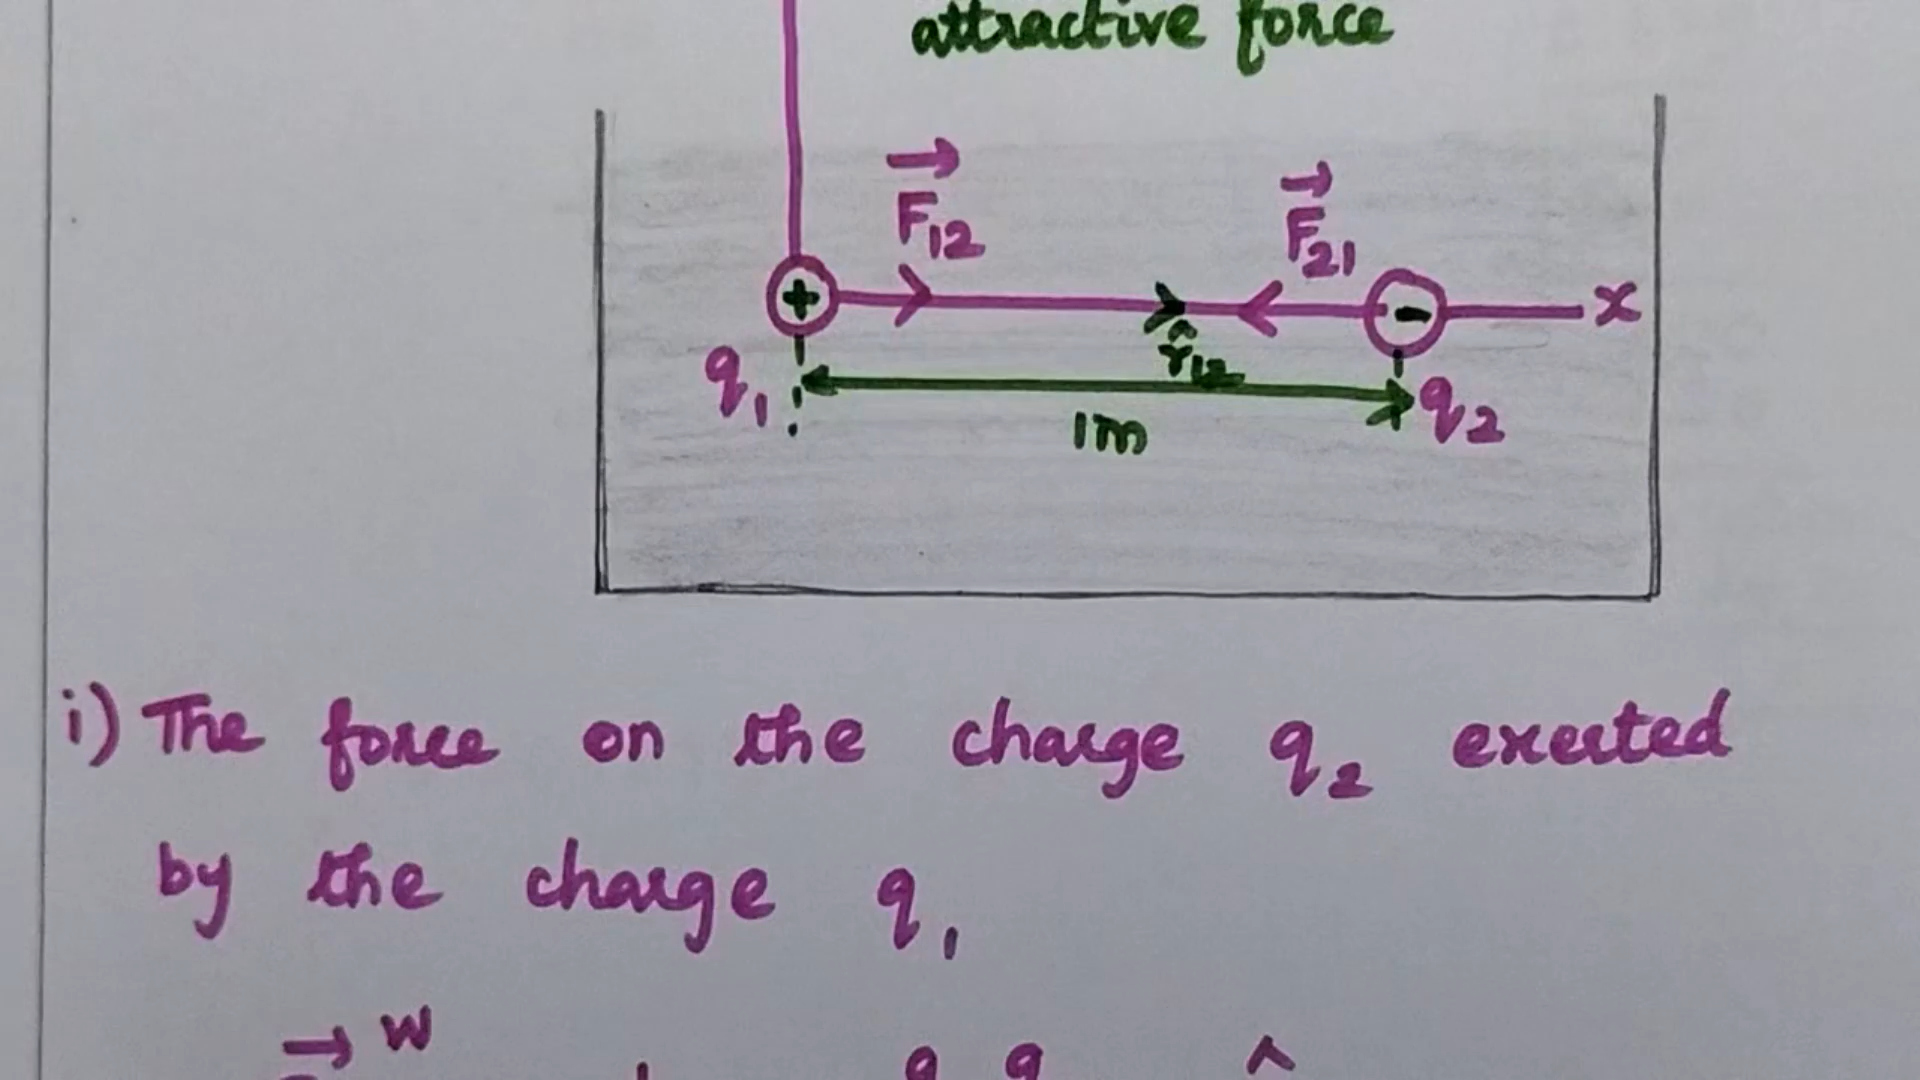 attractive force
F₁₂
F₂₁
+
-
x
r̂₁₂
q₁
q₂
1m
i) The force on the charge q₂ exerted
by the charge q₁
W